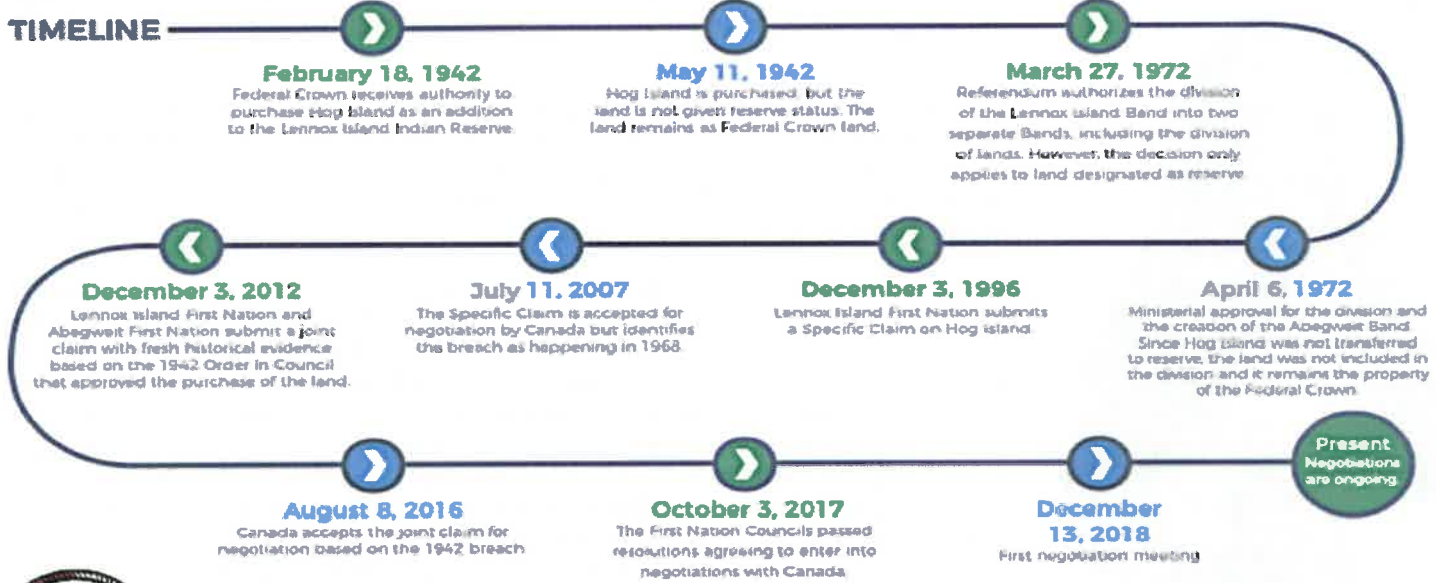 TIMELINE
February 18, 1942
Federal Crown receives authority to
purchase Hog Island as an addition
to the Lennox Island Indian Reserve.
May 11, 1942
Hog Island is purchased, but the
land is not given reserve status. The
land remains as Federal Crown land.
March 27, 1972
Referendum authorizes the division
of the Lennox Island Band into two
separate Bands, including the division
of lands. However, the decision only
applies to land designated as reserve.
April 6, 1972
Ministerial approval for the division and
the creation of the Abegweit Band.
Since Hog Island was not transferred
to reserve, the land was not included in
the division and it remains the property
of the Federal Crown.
December 3, 1996
Lennox Island First Nation submits
a Specific Claim on Hog Island.
July 11, 2007
The Specific Claim is accepted for
negotiation by Canada but identifies
the breach as happening in 1968.
December 3, 2012
Lennox Island First Nation and
Abegweit First Nation submit a joint
claim with fresh historical evidence
based on the 1942 Order in Council
that approved the purchase of the land.
August 8, 2016
Canada accepts the joint claim for
negotiation based on the 1942 breach.
October 3, 2017
The First Nation Councils passed
resolutions agreeing to enter into
negotiations with Canada.
December
13, 2018
First negotiation meeting.
Present
Negotiations
are ongoing.